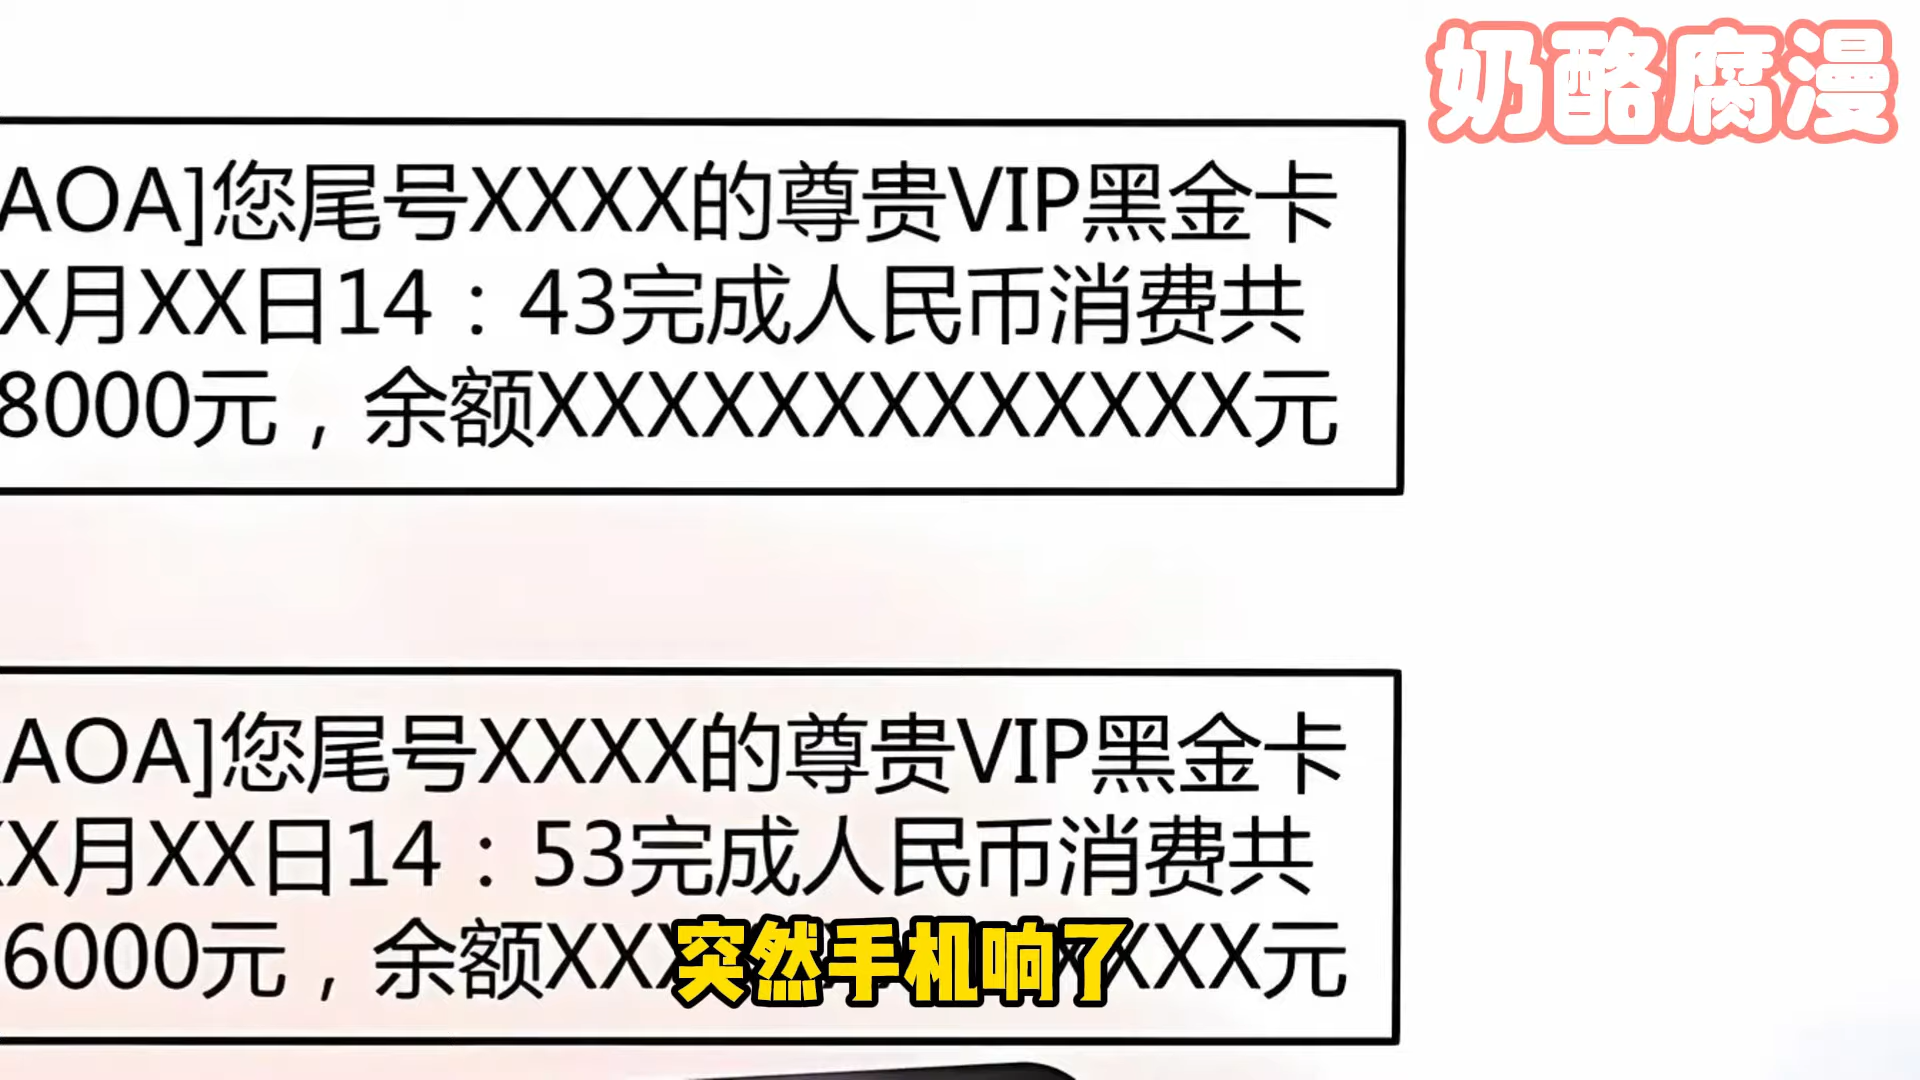 奶酪腐漫
AOA]您尾号XXXX的尊贵VIP黑金卡
X月XX日14：43完成人民币消费共
8000元，余额XXXXXXXXXXXXX元
AOA]您尾号XXXX的尊贵VIP黑金卡
XX月XX日14：53完成人民币消费共
6000元，余额XXX XXX元
突然手机响了